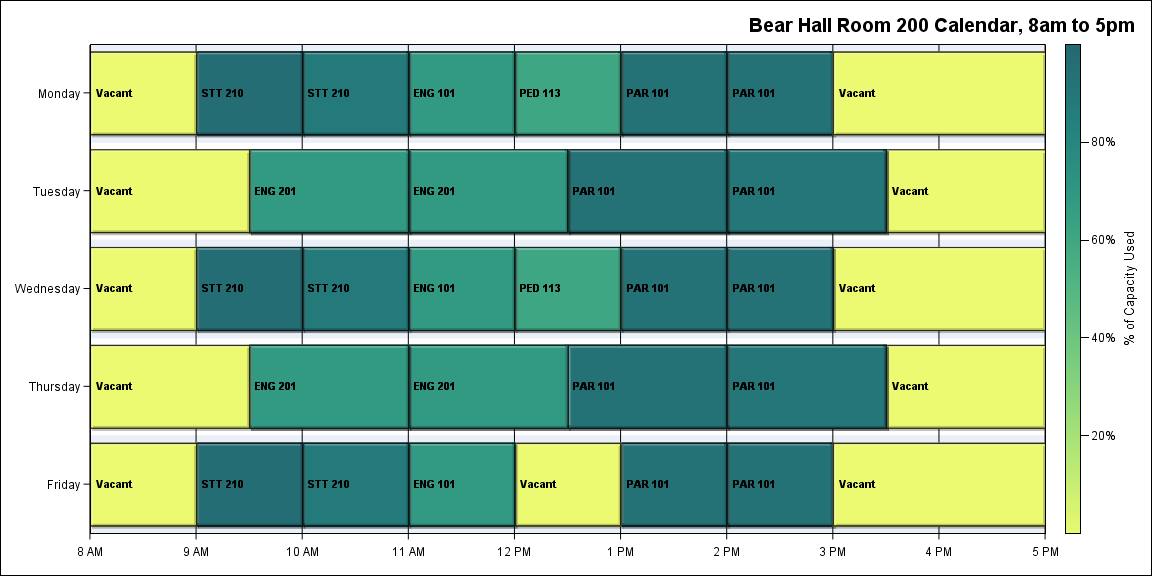 Bear Hall Room 200 Calendar, 8am to 5pm
Monday
Vacant
STT 210
STT 210
ENG 101
PED 113
PAR 101
PAR 101
Vacant
Tuesday
Vacant
ENG 201
ENG 201
PAR 101
PAR 101
Vacant
Wednesday
Vacant
STT 210
STT 210
ENG 101
PED 113
PAR 101
PAR 101
Vacant
Thursday
Vacant
ENG 201
ENG 201
PAR 101
PAR 101
Vacant
Friday
Vacant
STT 210
STT 210
ENG 101
Vacant
PAR 101
PAR 101
Vacant
8 AM
9 AM
10 AM
11 AM
12 PM
1 PM
2 PM
3 PM
4 PM
5 PM
80%
60%
40%
20%
% of Capacity Used